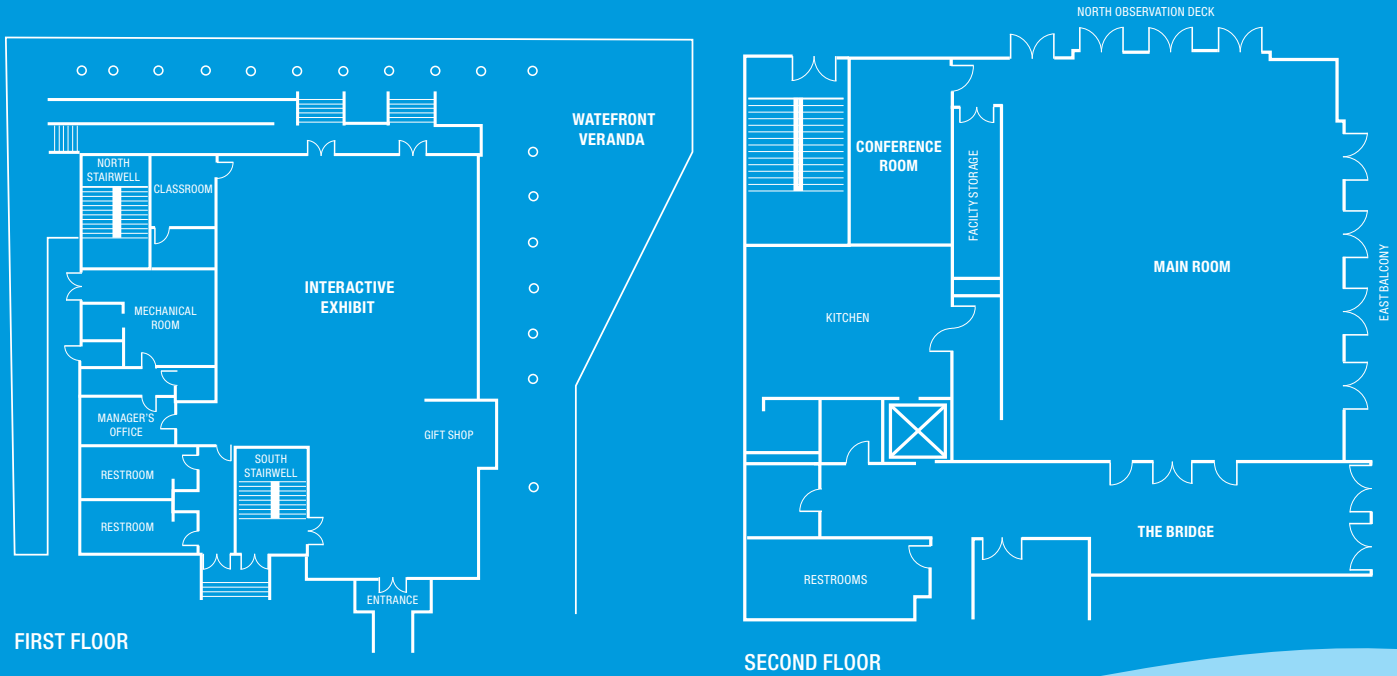 NORTH OBSERVATION DECK
WATEFRONT
VERANDA
NORTH
STAIRWELL
CLASSROOM
INTERACTIVE
EXHIBIT
MECHANICAL
ROOM
MANAGER'S
OFFICE
GIFT SHOP
RESTROOM
SOUTH
STAIRWELL
RESTROOM
ENTRANCE
FIRST FLOOR
CONFERENCE
ROOM
FACILTY STORAGE
MAIN ROOM
EAST BALCONY
KITCHEN
THE BRIDGE
RESTROOMS
SECOND FLOOR